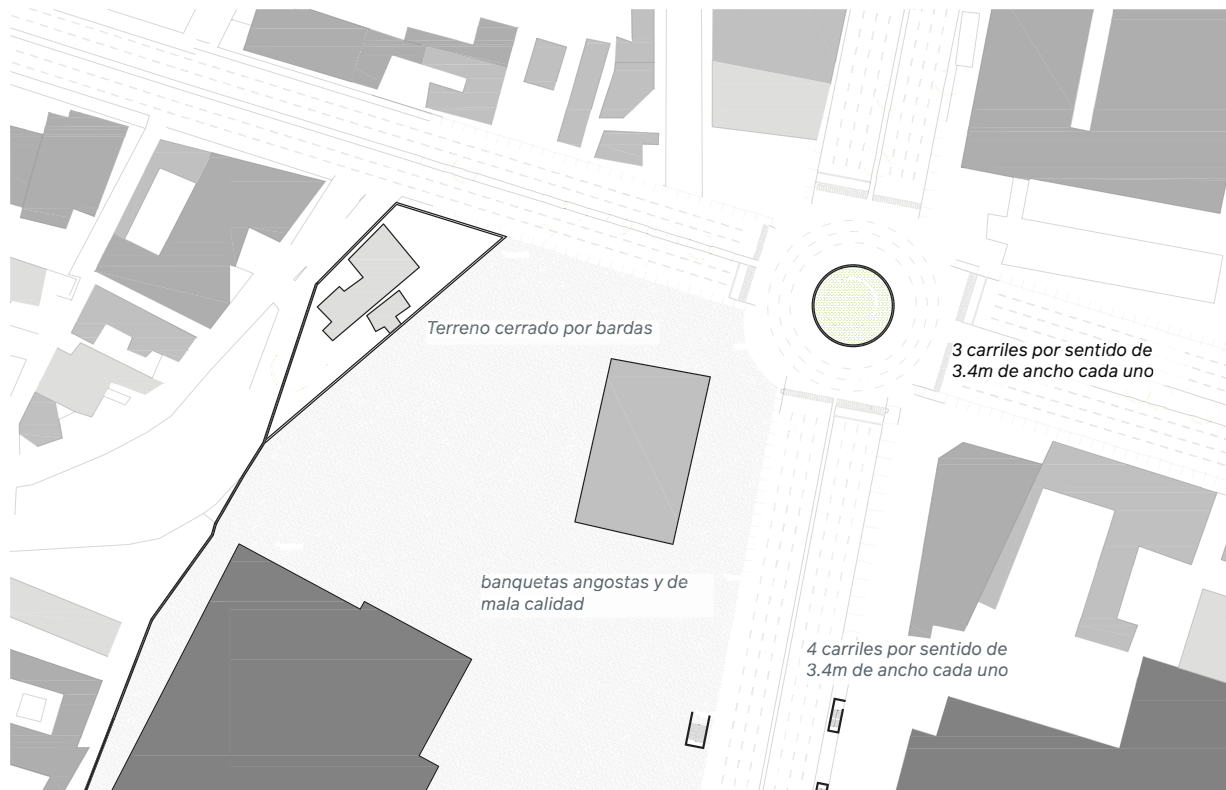 Terreno cerrado por bardas
3 carriles por sentido de
3.4m de ancho cada uno
banquetas angostas y de
mala calidad
4 carriles por sentido de
3.4m de ancho cada uno